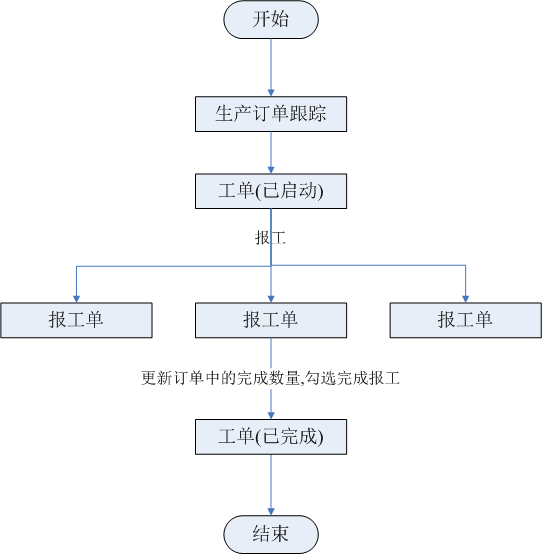 开始
生产订单跟踪
工单(已启动)
报工
报工单
报工单
报工单
更新订单中的完成数量,勾选完成报工
工单(已完成)
结束